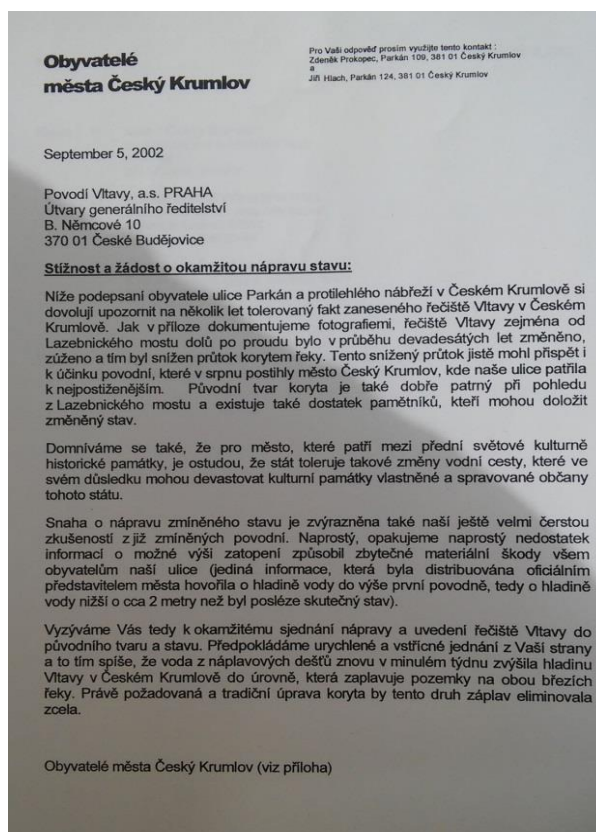 Obyvatelé
města Český Krumlov
Pro Vaši odpověď prosím využijte tento kontakt :
Zdeněk Prokopec, Parkán 109, 381 01 Český Krumlov
a
Jiří Hlach, Parkán 124, 381 01 Český Krumlov
September 5, 2002
Povodí Vltavy, a.s. PRAHA
Útvary generálního ředitelství
B. Němcové 10
370 01 České Budějovice
Stížnost a žádost o okamžitou nápravu stavu:
Níže podepsaní obyvatele ulice Parkán a protilehlého nábřeží v Českém Krumlově si
dovolují upozornit na několik let tolerovaný fakt zaneseného řečiště Vltavy v Českém
Krumlově. Jak v příloze dokumentujeme fotografiemi, řečiště Vltavy zejména od
Lazebnického mostu dolů po proudu bylo v průběhu devadesátých let změněno,
zúženo a tím byl snížen průtok korytem řeky. Tento snížený průtok jistě mohl přispět i
k účinku povodní, které v srpnu postihly město Český Krumlov, kde naše ulice patřila
k nejpostiženějším. Původní tvar koryta je také dobře patrný při pohledu
z Lazebnického mostu a existuje také dostatek pamětníků, kteří mohou doložit
změněný stav.
Domníváme se také, že pro město, které patří mezi přední světové kulturně
historické památky, je ostudou, že stát toleruje takové změny vodní cesty, které ve
svém důsledku mohou devastovat kulturní památky vlastněné a spravované občany
tohoto státu.
Snaha o nápravu zmíněného stavu je zvýrazněna také naší ještě velmi čerstou
zkušeností z již zmíněných povodní. Naprostý, opakujeme naprostý nedostatek
informací o možné výši zatopení způsobil zbytečné materiální škody všem
obyvatelům naší ulice (jediná informace, která byla distribuována oficiálním
představitelem města hovořila o hladině vody do výše první povodně, tedy o hladině
vody nižší o cca 2 metry než byl posléze skutečný stav).
Vyzýváme Vás tedy k okamžitému sjednání nápravy a uvedení řečiště Vltavy do
původního tvaru a stavu. Předpokládáme urychlené a vstřícné jednání z Vaší strany
a to tím spíše, že voda z náplavových dešťů znovu v minulém týdnu zvýšila hladinu
Vltavy v Českém Krumlově do úrovně, která zaplavuje pozemky na obou březích
řeky. Právě požadovaná a tradiční úprava koryta by tento druh záplav eliminovala
zcela.
Obyvatelé města Český Krumlov (viz příloha)